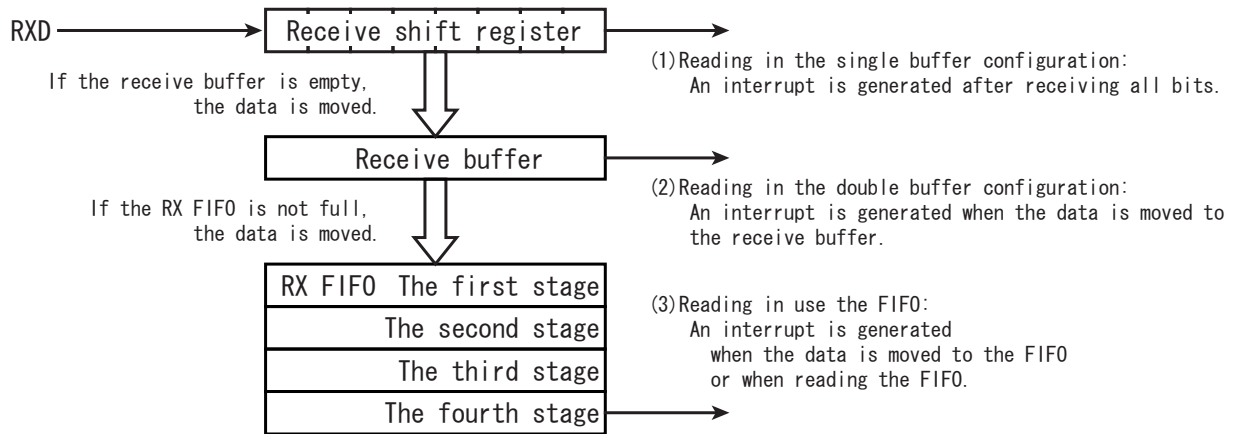 RXD
Receive shift register
(1)Reading in the single buffer configuration:
An interrupt is generated after receiving all bits.
If the receive buffer is empty,
the data is moved.
Receive buffer
(2)Reading in the double buffer configuration:
An interrupt is generated when the data is moved to
the receive buffer.
If the RX FIFO is not full,
the data is moved.
RX FIFO The first stage
The second stage
The third stage
The fourth stage
(3)Reading in use the FIFO:
An interrupt is generated
when the data is moved to the FIFO
or when reading the FIFO.